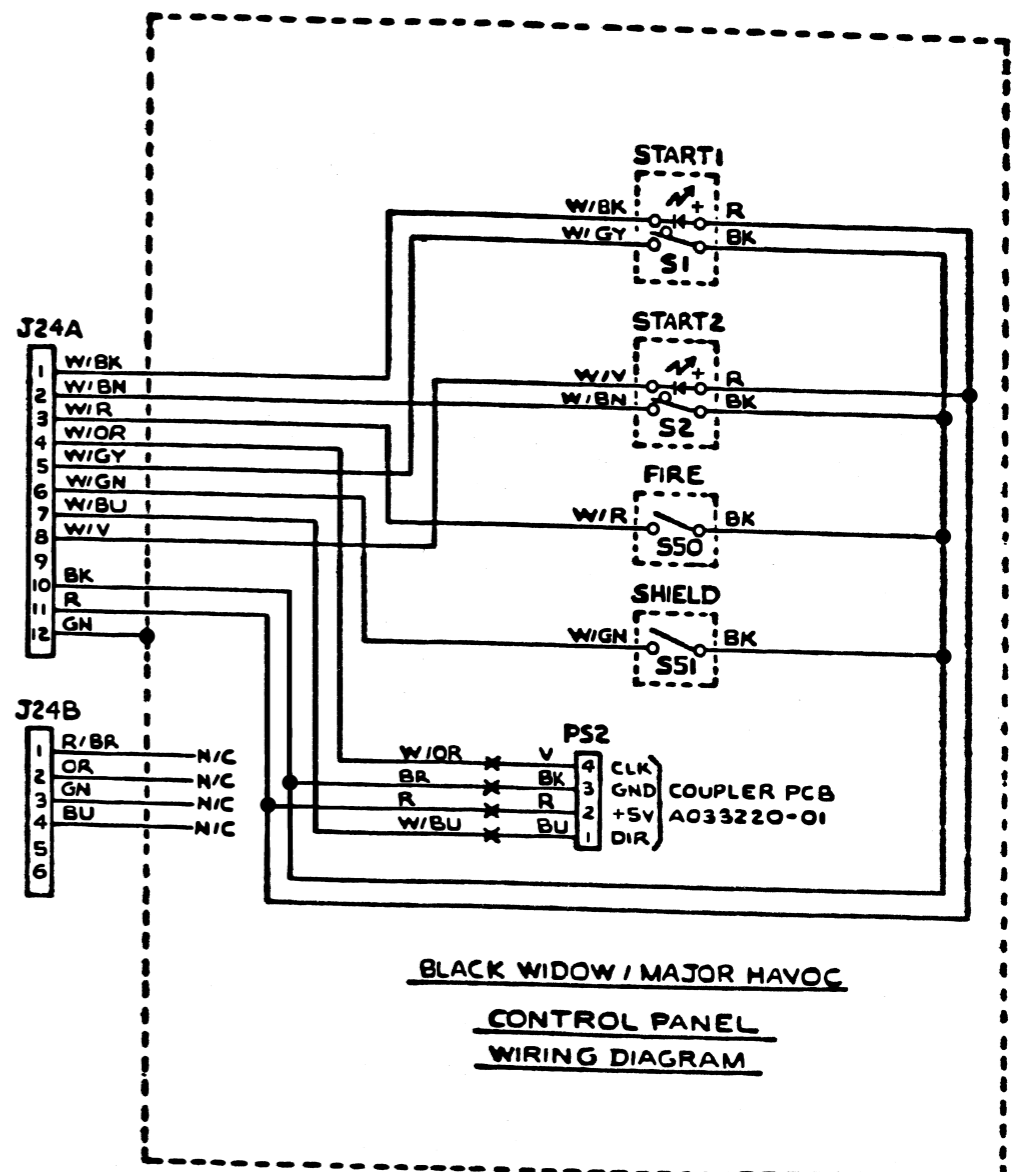 START1
W/BK + R
W/GY BK
S1
START2
W/V + R
W/BN BK
S2
FIRE
W/R BK
S50
SHIELD
W/GN BK
S51
J24A
1 W/BK
2 W/BN
3 W/R
4 W/OR
5 W/GY
6 W/GN
7 W/BU
8 W/V
9
10 BK
11 R
12 GN
J24B
1 R/BR N/C
2 OR N/C
3 GN N/C
4 BU N/C
5
6
PS2
W/OR V 4 CLK
BR BK 3 GND COUPLER PCB
R R 2 +5V A033220-01
W/BU BU 1 DIR
BLACK WIDOW / MAJOR HAVOC
CONTROL PANEL
WIRING DIAGRAM